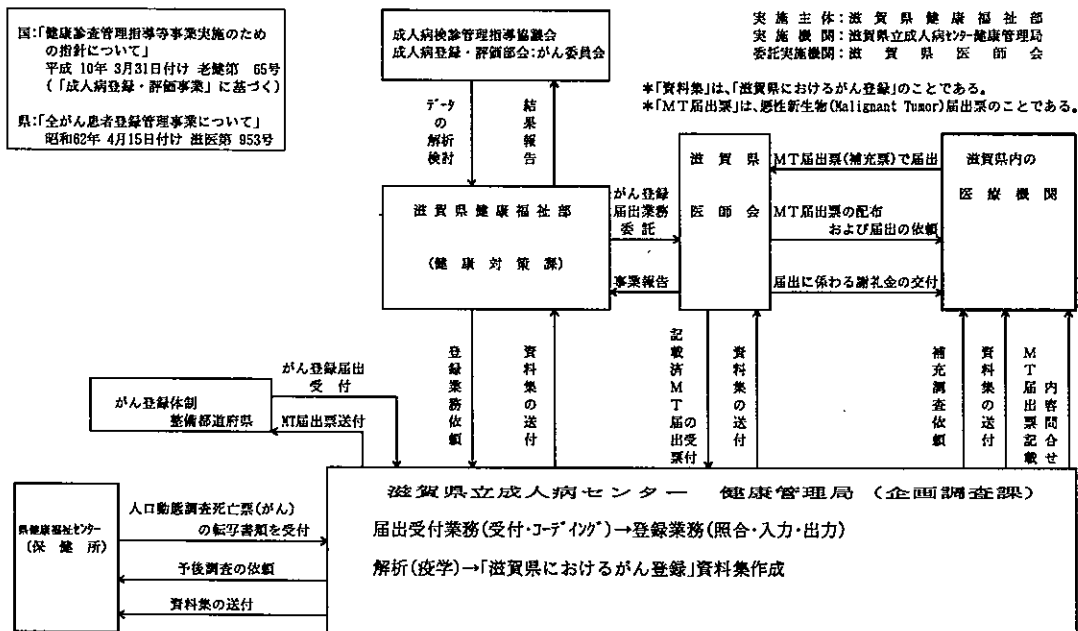 国:「健康診査管理指導等事業実施のため
の指針について」
平成 10年 3月31日付け 老健第 65号
(「成人病登録・評価事業」に基づく)
県:「全がん患者登録管理事業について」
昭和62年 4月15日付け 滋医第 953号
成人病検診管理指導協議会
成人病登録・評価部会:がん委員会
実施主体:滋賀県健康福祉部
実施機関:滋賀県立成人病センター健康管理局
委託実施機関:滋賀県医師会
*「資料集」は、「滋賀県におけるがん登録」のことである。
*「MT届出票」は、悪性新生物(Malignant Tumor)届出票のことである。
データの解析検討
結果報告
滋賀県健康福祉部
(健康対策課)
がん登録
届出業務
委託
事業報告
滋賀県
医師会
MT届出票(補充票)で届出
MT届出票の配布
および届出の依頼
届出に係わる謝礼金の交付
滋賀県内の
医療機関
登録業務依頼
資料集の送付
記載済MT届出票
の受付
資料集の送付
補充調査依頼
資料集の送付
MT届出票記載
内容問合せ
がん登録届出
受付
がん登録体制
整備都道府県
MT届出票送付
県健康福祉センター
(保健所)
人口動態調査死亡票(がん)
の転写書類を受付
予後調査の依頼
資料集の送付
滋賀県立成人病センター 健康管理局(企画調査課)
届出受付業務(受付・コーディング)→登録業務(照合・入力・出力)
解析(疫学)→「滋賀県におけるがん登録」資料集作成